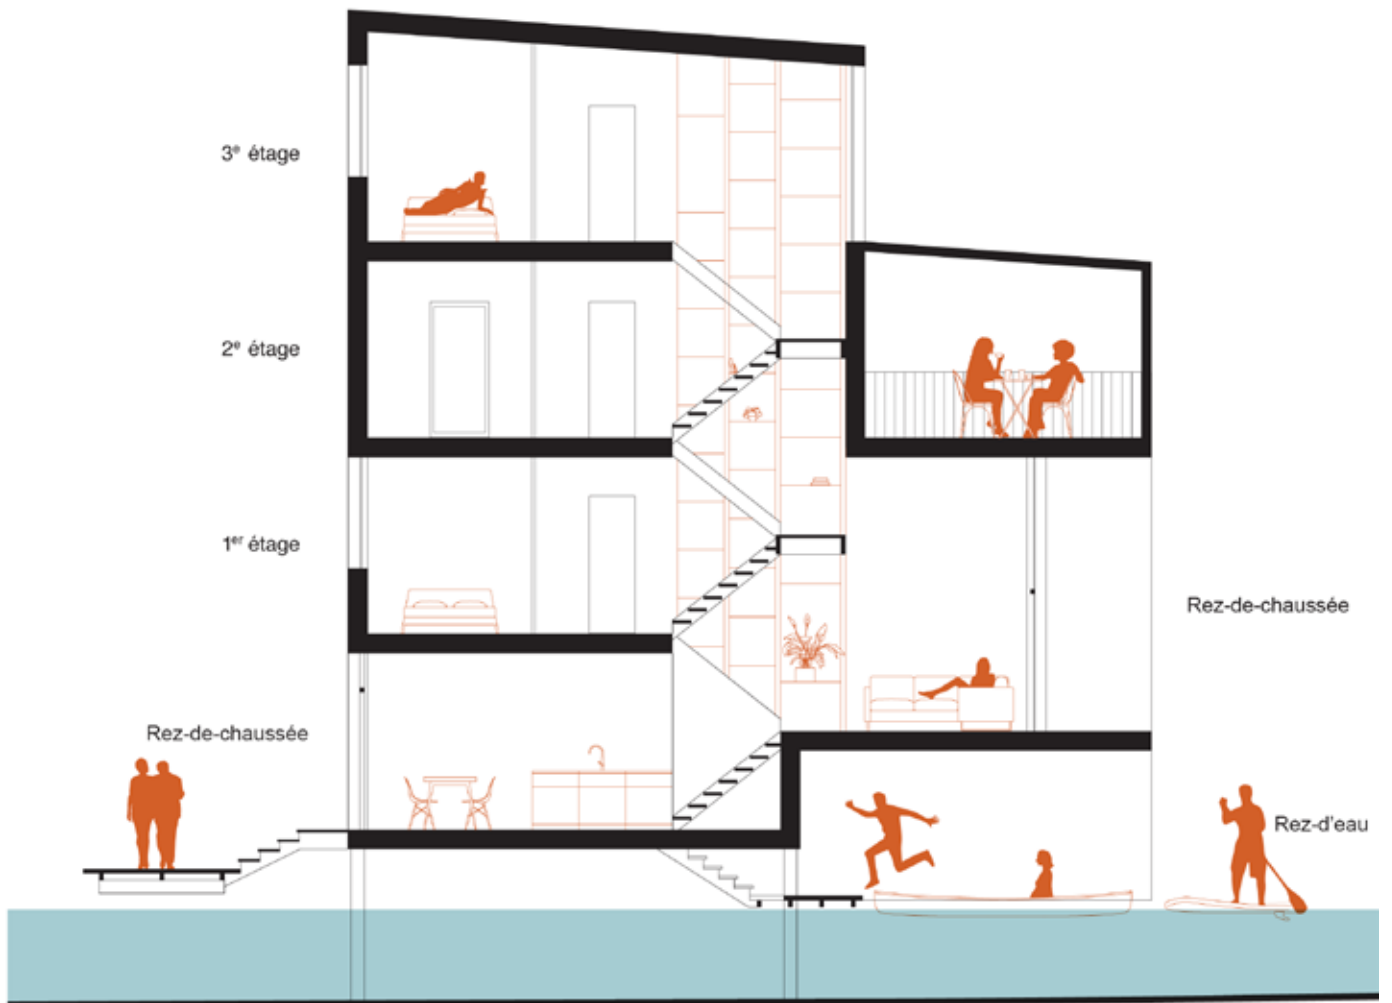 3ᵉ étage
2ᵉ étage
1ᵉʳ étage
Rez-de-chaussée
Rez-de-chaussée
Rez-d'eau